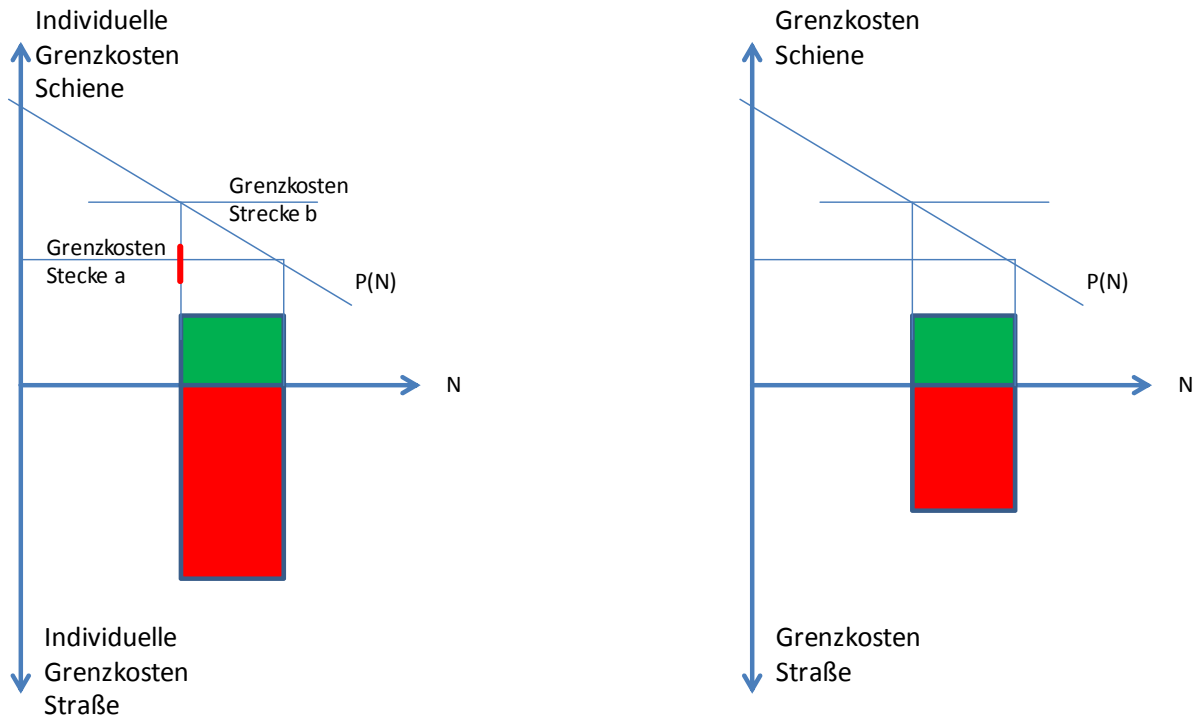 Individuelle
Grenzkosten
Schiene
Grenzkosten
Strecke b
Grenzkosten
Stecke a
P(N)
N
Individuelle
Grenzkosten
Straße
Grenzkosten
Schiene
P(N)
N
Grenzkosten
Straße